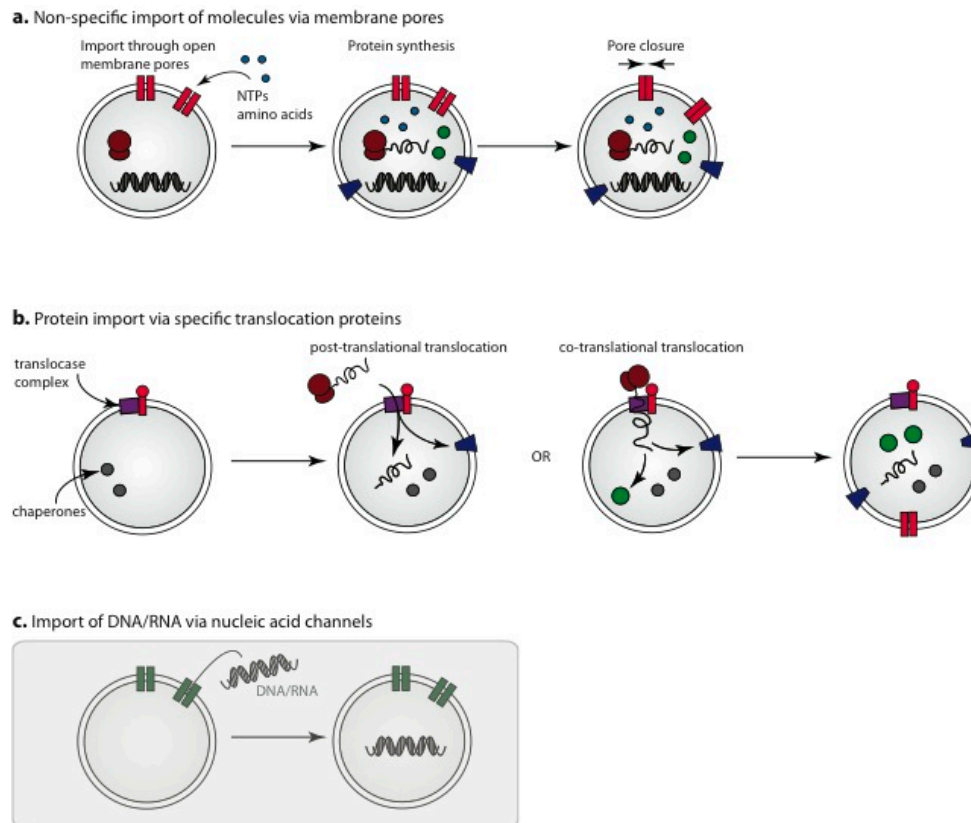 a. Non-specific import of molecules via membrane pores
Import through open
membrane pores
NTPs
amino acids
Protein synthesis
Pore closure
b. Protein import via specific translocation proteins
translocase
complex
chaperones
post-translational translocation
OR
co-translational translocation
c. Import of DNA/RNA via nucleic acid channels
DNA/RNA